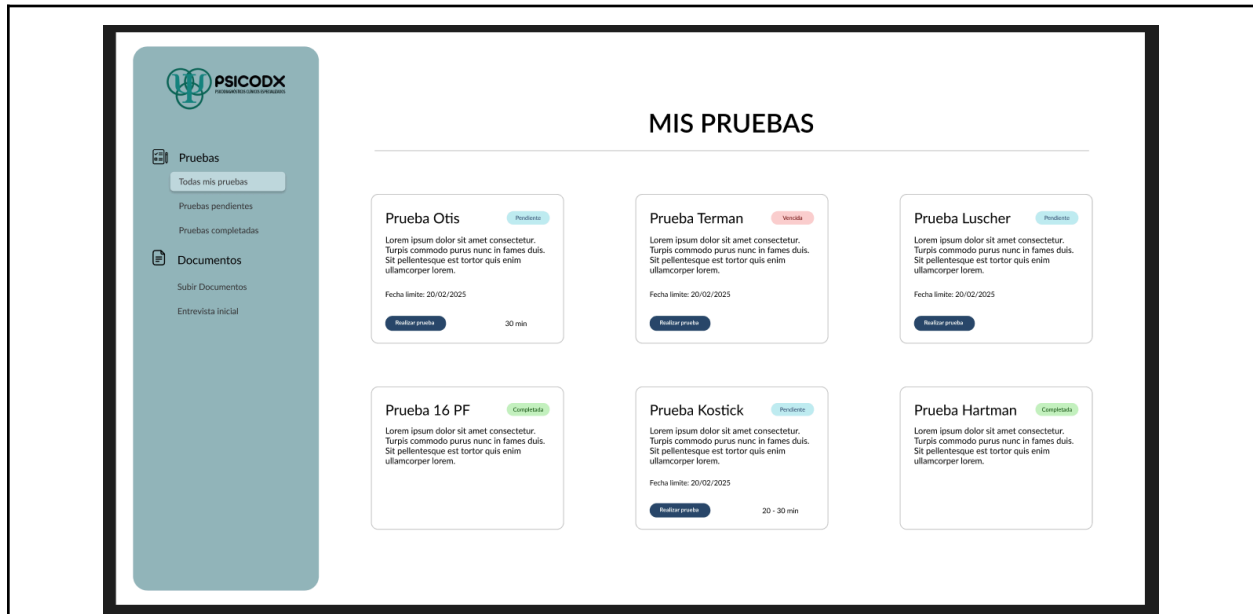 PSICODX
Pruebas
Todas mis pruebas
Pruebas pendientes
Pruebas completadas
Documentos
Subir Documentos
Entrevista inicial
MIS PRUEBAS
Prueba Otis
Pendiente
Lorem ipsum dolor sit amet consectetur.
Turpis commodo purus nunc in fames duis.
Sit pellentesque est tortor quis enim
ullamcorper lorem.
Fecha limite: 20/02/2025
Realizar prueba
30 min
Prueba Terman
Vencida
Lorem ipsum dolor sit amet consectetur.
Turpis commodo purus nunc in fames duis.
Sit pellentesque est tortor quis enim
ullamcorper lorem.
Fecha limite: 20/02/2025
Realizar prueba
Prueba Luscher
Pendiente
Lorem ipsum dolor sit amet consectetur.
Turpis commodo purus nunc in fames duis.
Sit pellentesque est tortor quis enim
ullamcorper lorem.
Fecha limite: 20/02/2025
Realizar prueba
Prueba 16 PF
Completada
Lorem ipsum dolor sit amet consectetur.
Turpis commodo purus nunc in fames duis.
Sit pellentesque est tortor quis enim
ullamcorper lorem.
Prueba Kostick
Pendiente
Lorem ipsum dolor sit amet consectetur.
Turpis commodo purus nunc in fames duis.
Sit pellentesque est tortor quis enim
ullamcorper lorem.
Fecha limite: 20/02/2025
Realizar prueba
20 - 30 min
Prueba Hartman
Completada
Lorem ipsum dolor sit amet consectetur.
Turpis commodo purus nunc in fames duis.
Sit pellentesque est tortor quis enim
ullamcorper lorem.